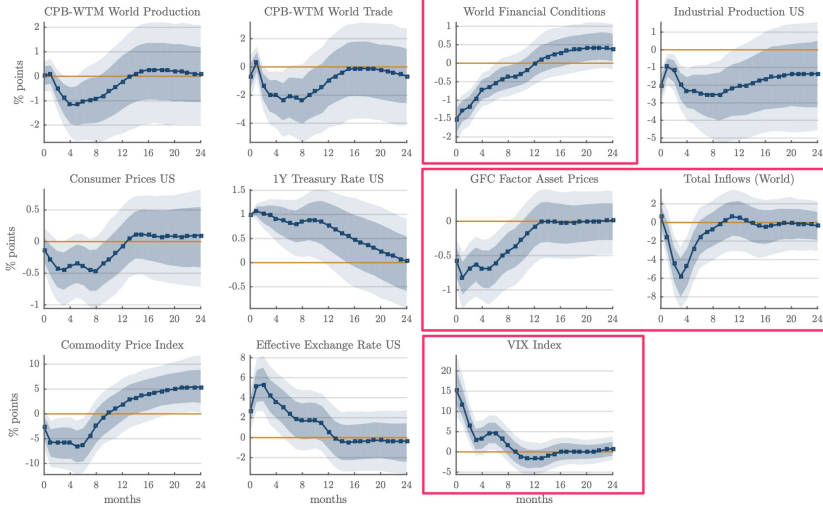 CPB-WTM World Production
CPB-WTM World Trade
World Financial Conditions
Industrial Production US
% points
2
1
0
-1
-2
0 4 8 12 16 20 24
2
0
-2
-4
0 4 8 12 16 20 24
1
0.5
0
-0.5
-1
-1.5
-2
0 4 8 12 16 20 24
1
0
-1
-2
-3
-4
-5
0 4 8 12 16 20 24
Consumer Prices US
1Y Treasury Rate US
GFC Factor Asset Prices
Total Inflows (World)
% points
0.5
0
-0.5
-1
0 4 8 12 16 20 24
1.5
1
0.5
0
-0.5
0 4 8 12 16 20 24
0
-0.5
-1
0 4 8 12 16 20 24
2
0
-2
-4
-6
-8
0 4 8 12 16 20 24
Commodity Price Index
Effective Exchange Rate US
VIX Index
% points
10
5
0
-5
-10
0 4 8 12 16 20 24
months
8
6
4
2
0
-2
0 4 8 12 16 20 24
months
20
15
10
5
0
-5
0 4 8 12 16 20 24
months